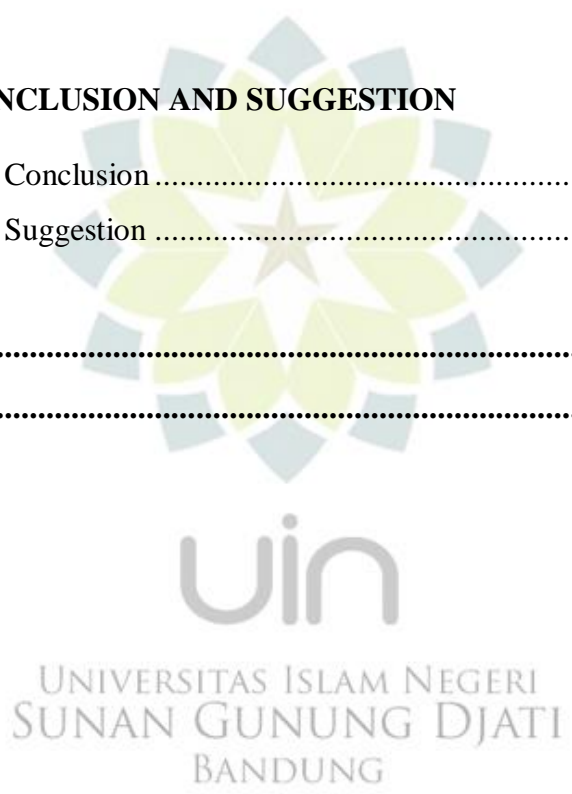 NCLUSION AND SUGGESTION
Conclusion ................................................
Suggestion ................................................
................................................................
................................................................
uin
UNIVERSITAS ISLAM NEGERI
SUNAN GUNUNG DJATI
BANDUNG